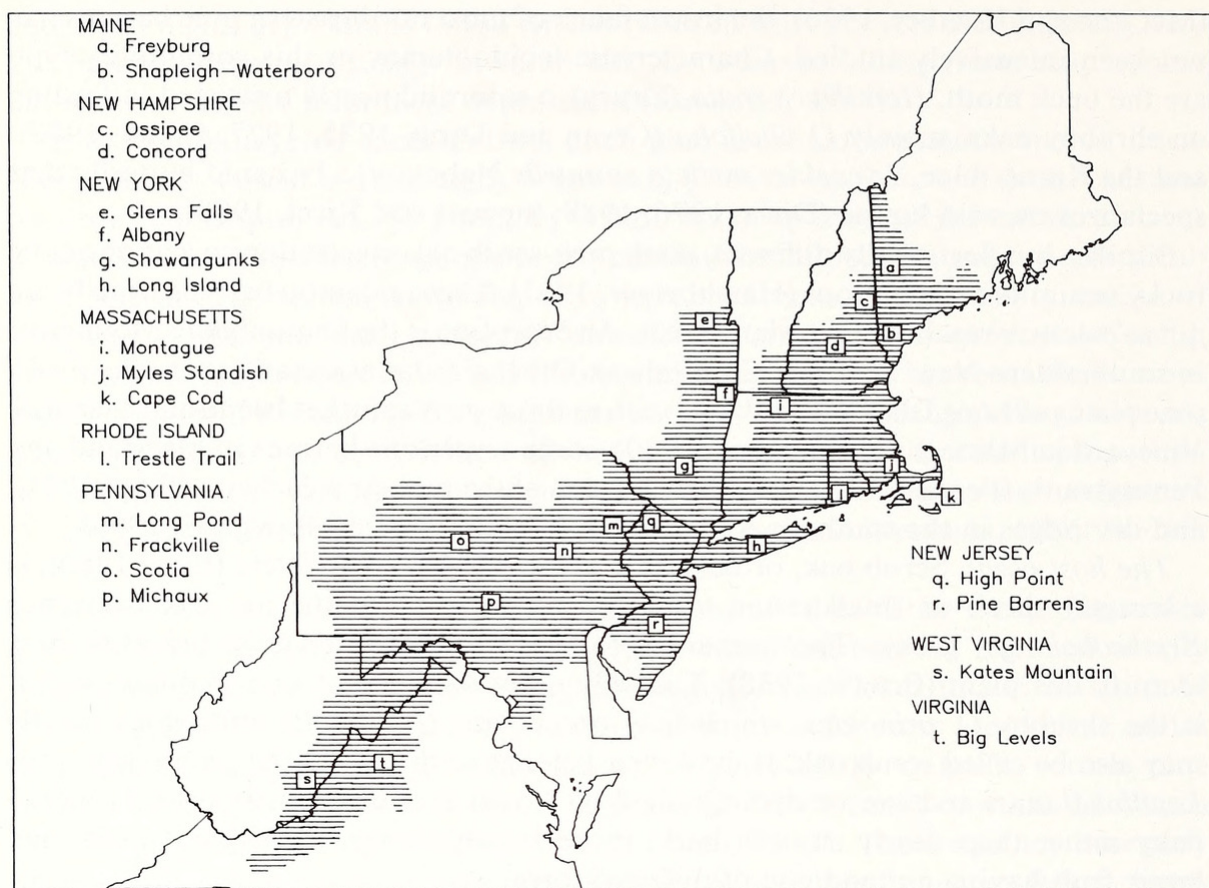 MAINE
a. Freyburg
b. Shapleigh–Waterboro
NEW HAMPSHIRE
c. Ossipee
d. Concord
NEW YORK
e. Glens Falls
f. Albany
g. Shawangunks
h. Long Island
MASSACHUSETTS
i. Montague
j. Myles Standish
k. Cape Cod
RHODE ISLAND
l. Trestle Trail
PENNSYLVANIA
m. Long Pond
n. Frackville
o. Scotia
p. Michaux
NEW JERSEY
q. High Point
r. Pine Barrens
WEST VIRGINIA
s. Kates Mountain
VIRGINIA
t. Big Levels
a
c
b
e
d
f
i
g
j
l
k
m
q
o
n
h
p
r
t
s